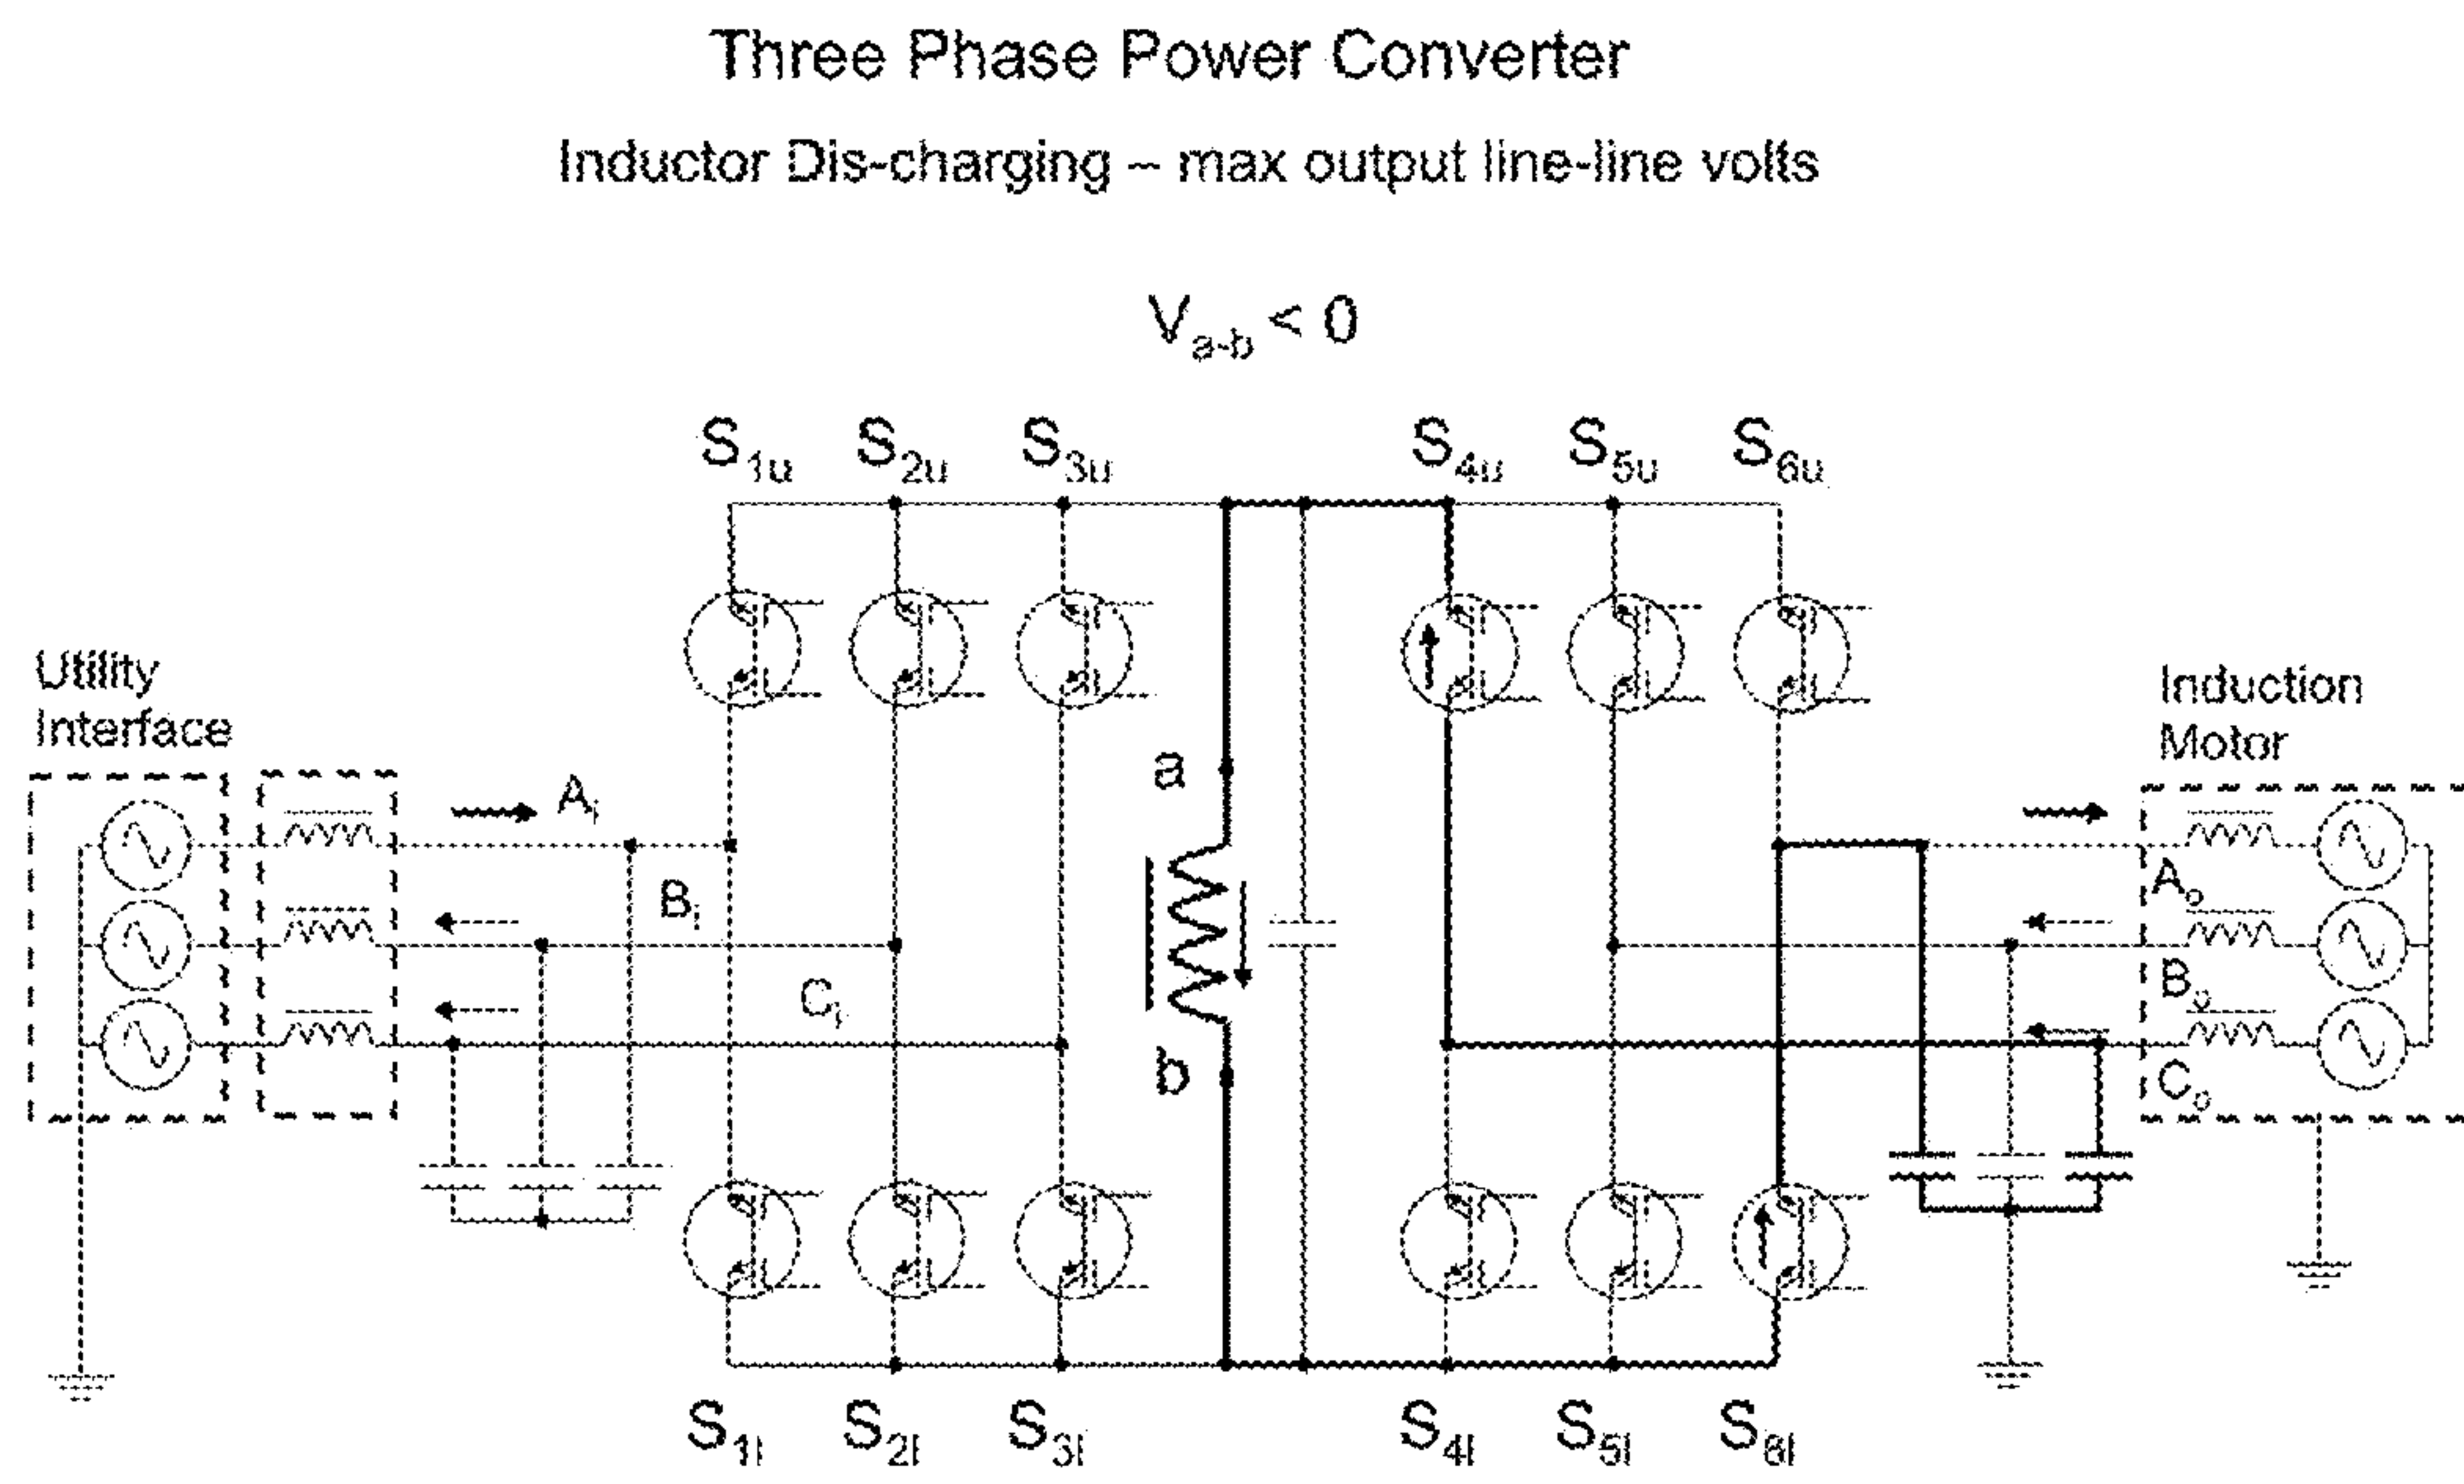 Three Phase Power Converter
Inductor Dis-charging – max output line-line volts
V_a-b < 0
S_1u S_2u S_3u S_4u S_5u S_6u
Utility
Interface
Induction
Motor
A_i
B_i
C_i
a
b
A_o
B_o
C_o
S_1l S_2l S_3l S_4l S_5l S_6l